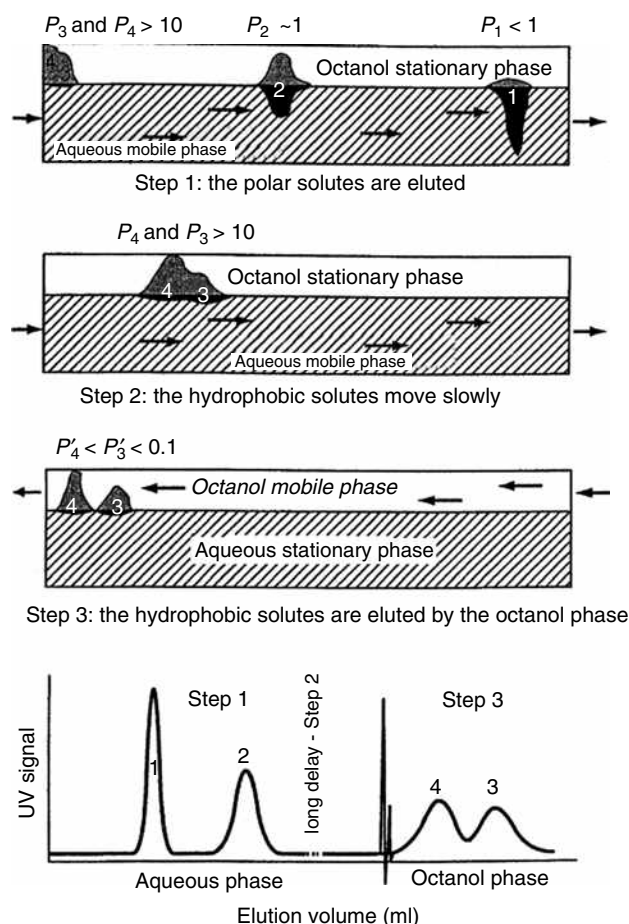 P₃ and P₄ > 10 P₂ ~1 P₁ < 1
Octanol stationary phase
4 3 2 1
Aqueous mobile phase
Step 1: the polar solutes are eluted
P₄ and P₃ > 10
Octanol stationary phase
4 3
Aqueous mobile phase
Step 2: the hydrophobic solutes move slowly
P′₄ < P′₃ < 0.1
Octanol mobile phase
4 3
Aqueous stationary phase
Step 3: the hydrophobic solutes are eluted by the octanol phase
UV signal
Step 1
long delay - Step 2
Step 3
1 2 4 3
Aqueous phase Octanol phase
Elution volume (ml)